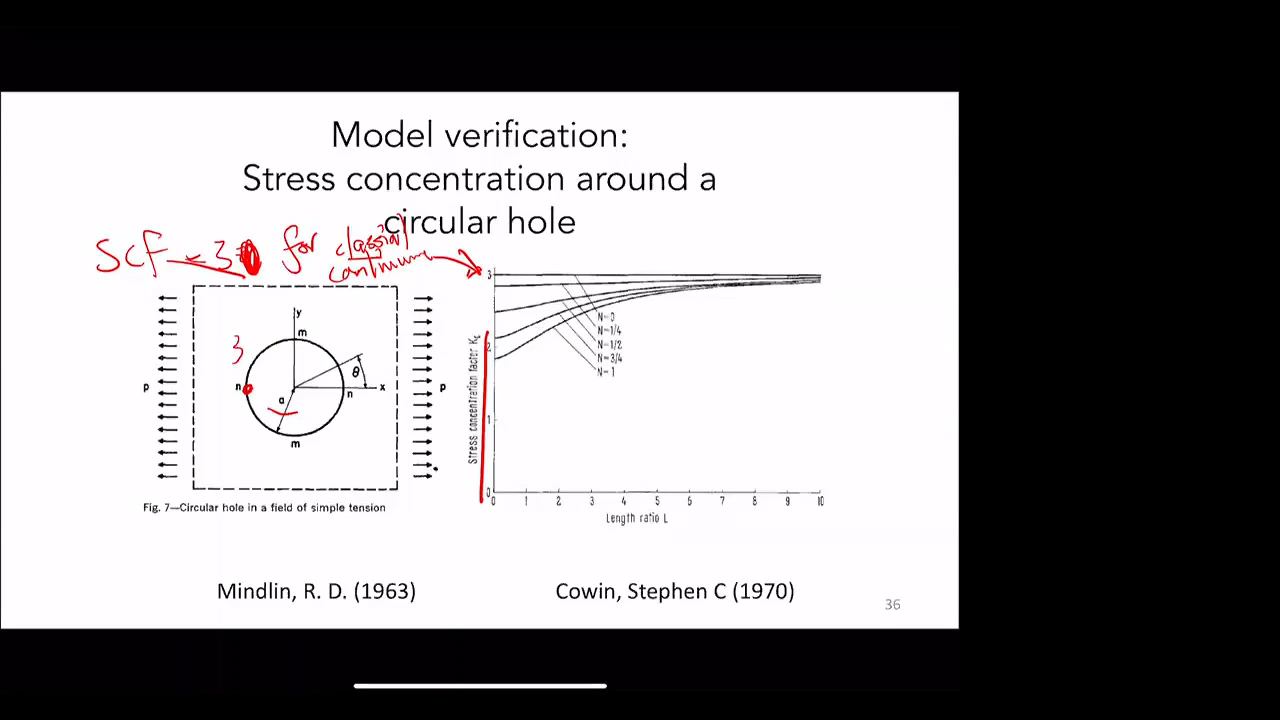 Model verification:
Stress concentration around a
circular hole
SCF = 3 for classical
continuum
3
y
m
θ
n
a
n
x
m
P
P
Fig. 7—Circular hole in a field of simple tension
3
2
1
0
Stress concentration factor Kc
N=0
N=1/4
N=1/2
N=3/4
N=1
0 1 2 3 4 5 6 7 8 9 10
Length ratio L
Mindlin, R. D. (1963)
Cowin, Stephen C (1970)
36